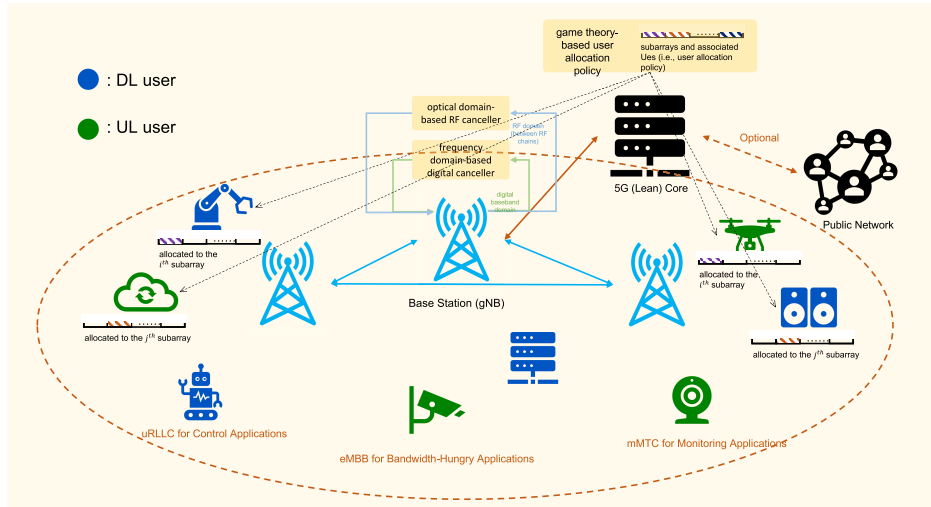 game theory-
based user
allocation
policy
subarrays and associated
Ues (i.e., user allocation
policy)
: DL user
: UL user
optical domain-
based RF canceller
RF domain
(between RF
chains)
frequency
domain-based
digital canceller
digital
baseband
domain
Optional
5G (Lean) Core
Public Network
allocated to the
i^th subarray
allocated to the j^th subarray
Base Station (gNB)
allocated to the
i^th subarray
allocated to the j^th subarray
uRLLC for Control Applications
eMBB for Bandwidth-Hungry Applications
mMTC for Monitoring Applications